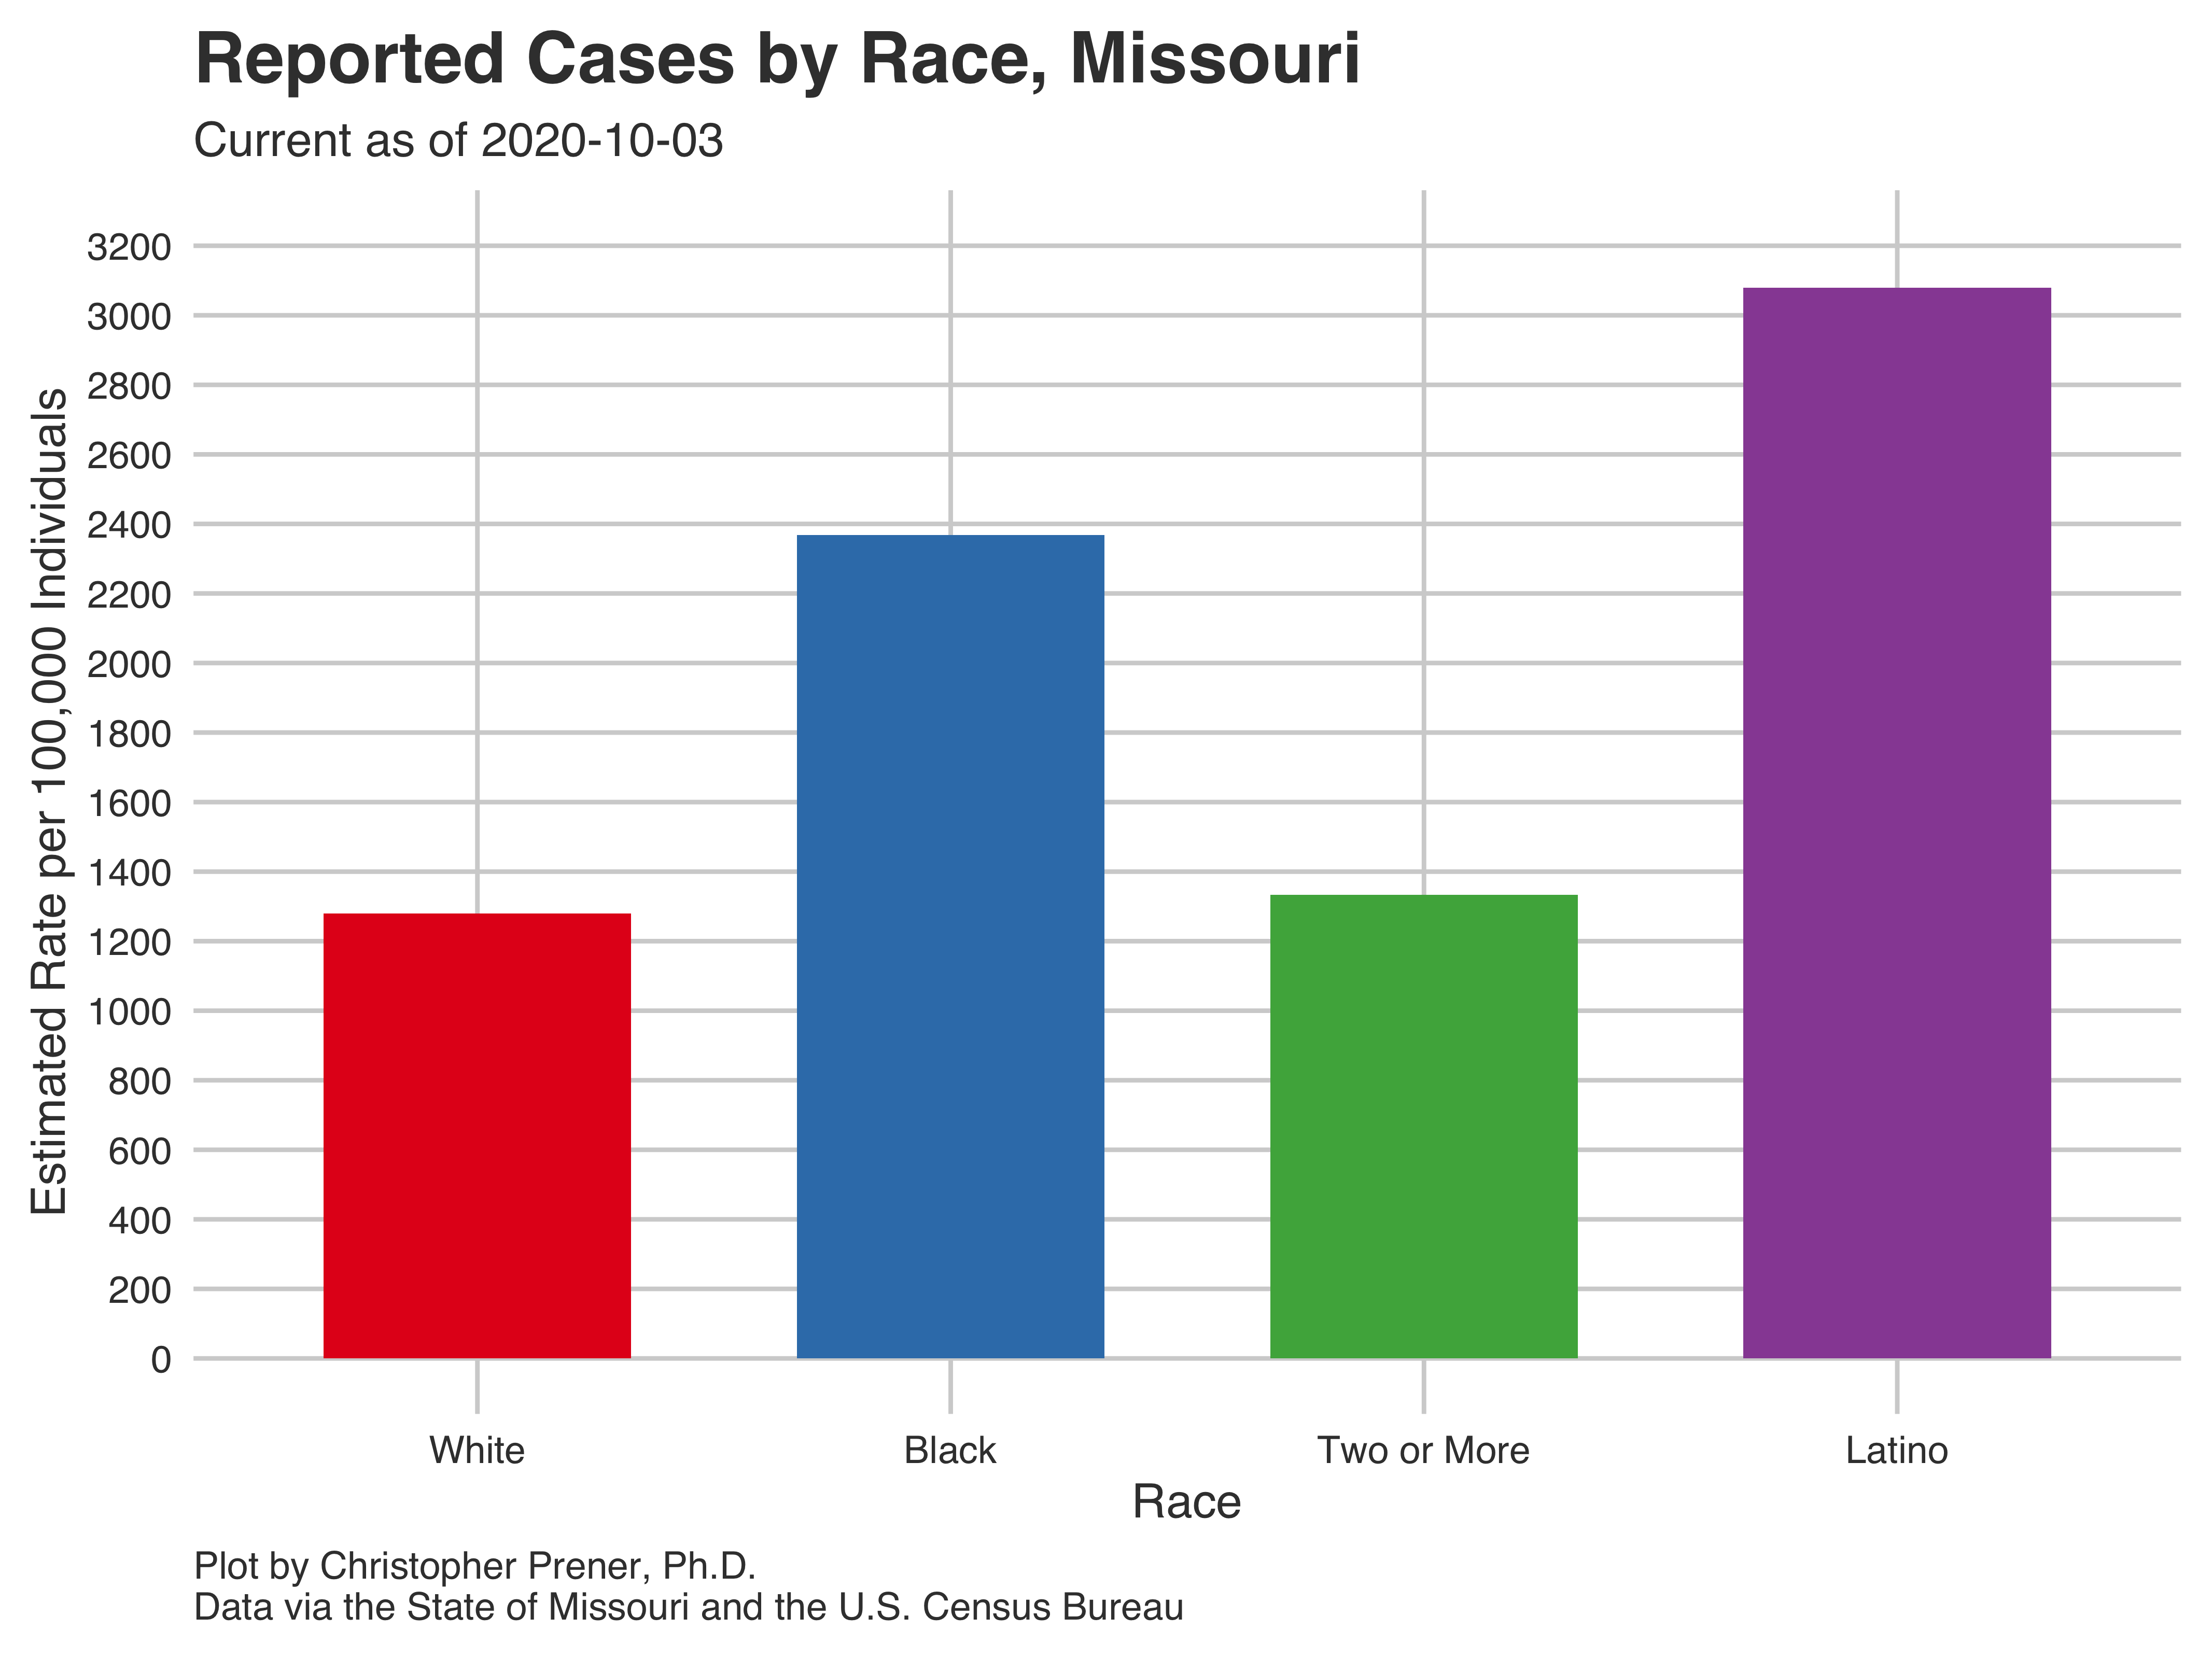 Reported Cases by Race, Missouri
Current as of 2020-10-03
Estimated Rate per 100,000 Individuals
3200
3000
2800
2600
2400
2200
2000
1800
1600
1400
1200
1000
800
600
400
200
0
White Black Two or More Latino
Race
Plot by Christopher Prener, Ph.D.
Data via the State of Missouri and the U.S. Census Bureau